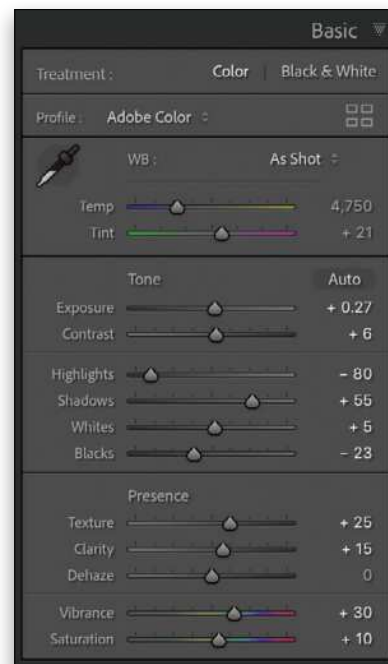 Basic
Treatment : Color | Black & White
Profile : Adobe Color
WB : As Shot
Temp 4,750
Tint + 21
Tone Auto
Exposure + 0.27
Contrast + 6
Highlights – 80
Shadows + 55
Whites + 5
Blacks – 23
Presence
Texture + 25
Clarity + 15
Dehaze 0
Vibrance + 30
Saturation + 10